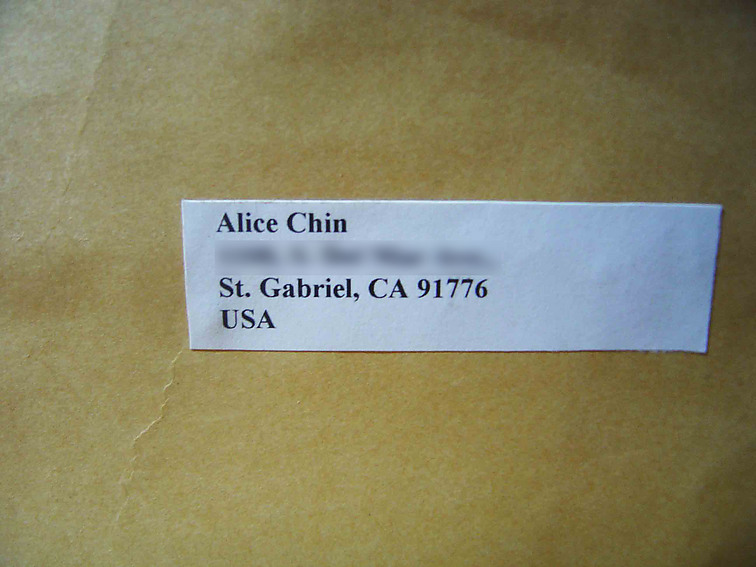 Alice Chin
St. Gabriel, CA 91776
USA